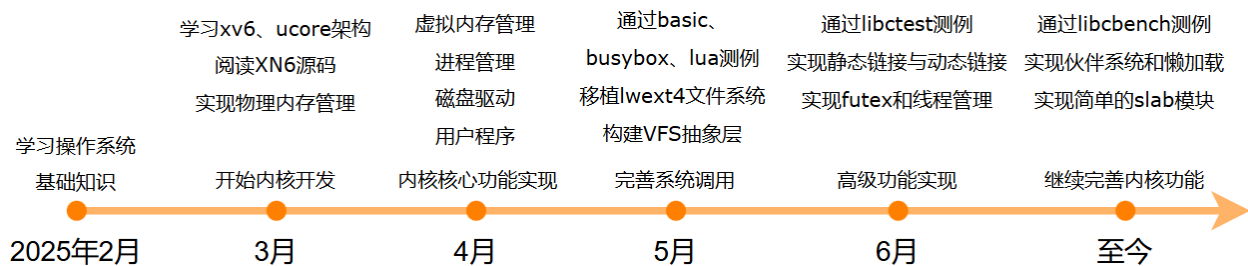 学习操作系统
基础知识
2025年2月
学习xv6、ucore架构
阅读XN6源码
实现物理内存管理
开始内核开发
3月
虚拟内存管理
进程管理
磁盘驱动
用户程序
内核核心功能实现
4月
通过basic、
busybox、lua测例
移植lwext4文件系统
构建VFS抽象层
完善系统调用
5月
通过libctest测例
实现静态链接与动态链接
实现futex和线程管理
高级功能实现
6月
通过libcbench测例
实现伙伴系统和懒加载
实现简单的slab模块
继续完善内核功能
至今